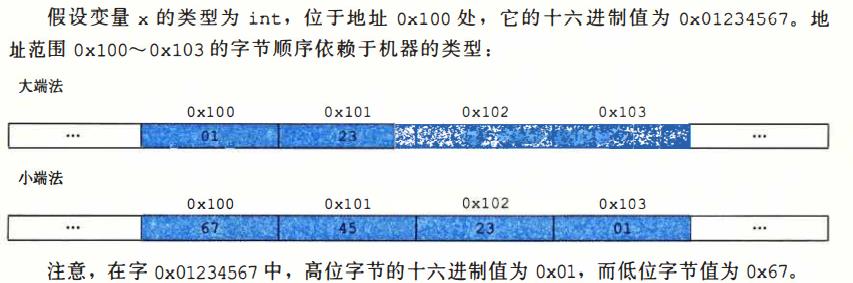 假设变量 x 的类型为 int，位于地址 0x100 处，它的十六进制值为 0x01234567。地
址范围 0x100～0x103 的字节顺序依赖于机器的类型：
大端法
0x100 0x101 0x102 0x103
… 01 23 …
小端法
0x100 0x101 0x102 0x103
… 67 45 23 01 …
注意，在字 0x01234567 中，高位字节的十六进制值为 0x01，而低位字节值为 0x67。